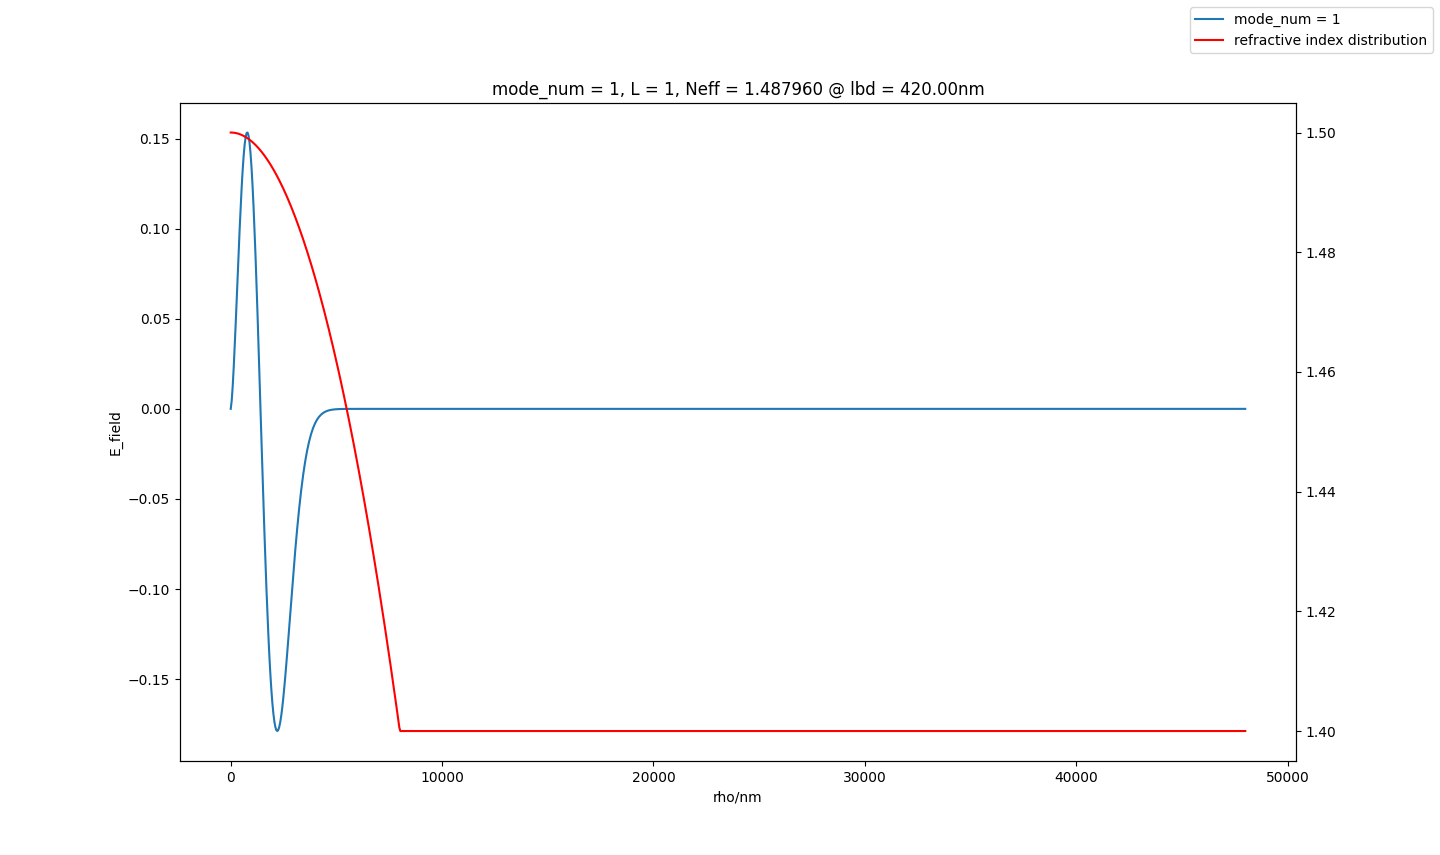 mode_num = 1
refractive index distribution
mode_num = 1, L = 1, Neff = 1.487960 @ lbd = 420.00nm
0.15
0.10
0.05
0.00
−0.05
−0.10
−0.15
E_field
1.50
1.48
1.46
1.44
1.42
1.40
0 10000 20000 30000 40000 50000
rho/nm